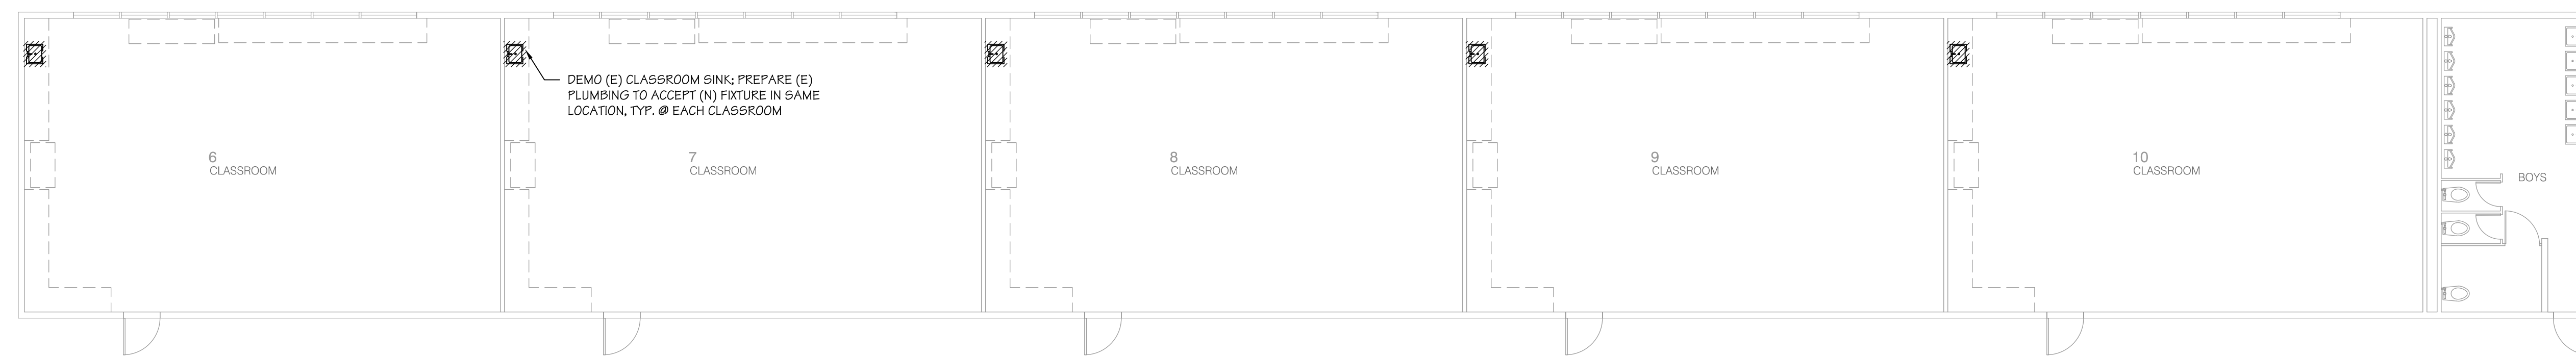 DEMO (E) CLASSROOM SINK; PREPARE (E)
PLUMBING TO ACCEPT (N) FIXTURE IN SAME
LOCATION, TYP. @ EACH CLASSROOM
6
CLASSROOM
7
CLASSROOM
8
CLASSROOM
9
CLASSROOM
10
CLASSROOM
BOYS